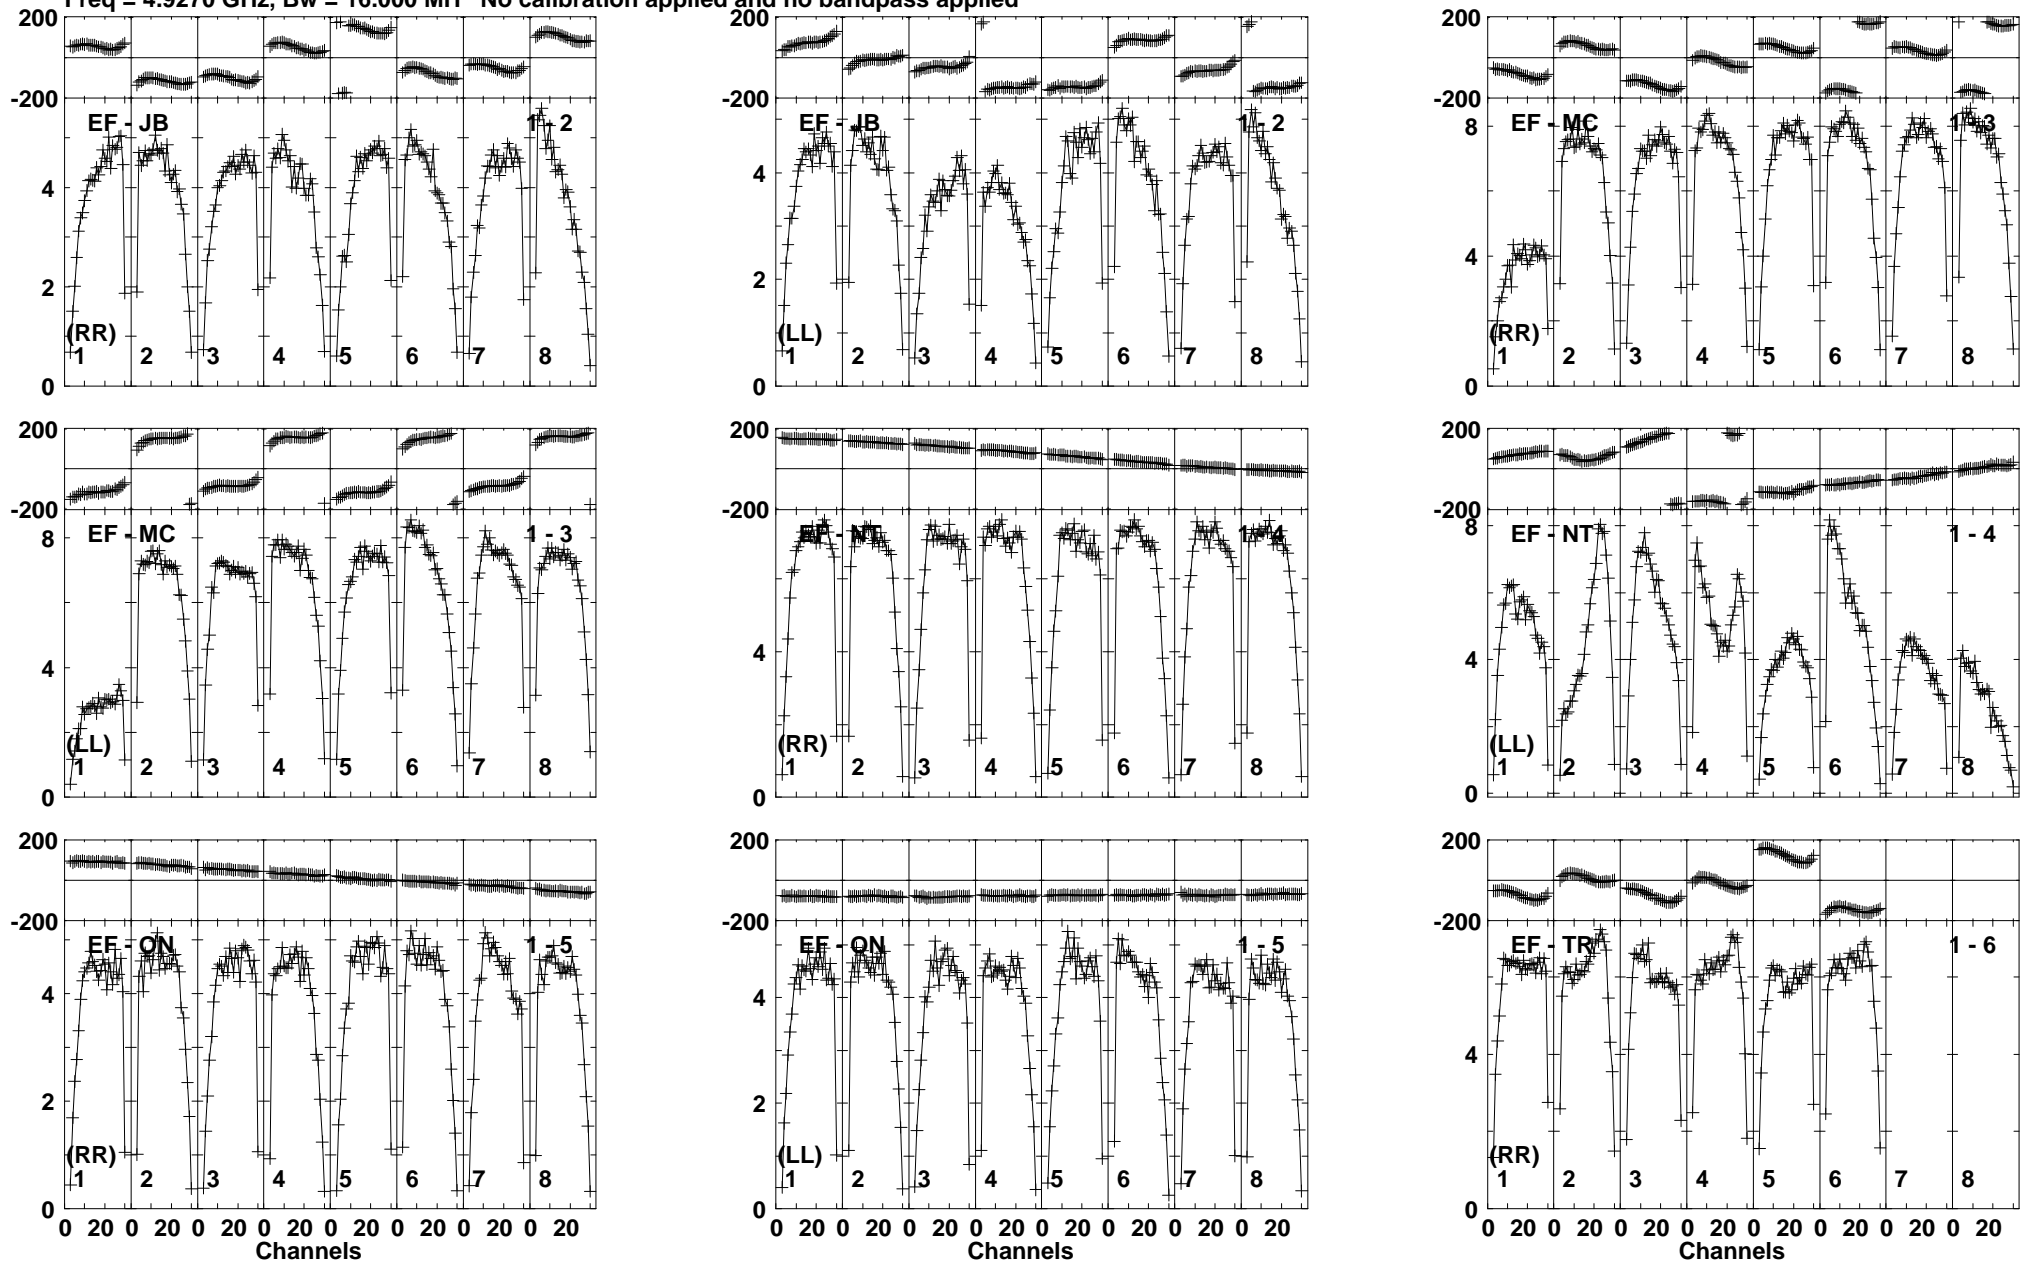 Freq = 4.9270 GHz, Bw = 16.000 MH No calibration applied and no bandpass applied
200 200 200
-200 -200 -200
EF - JB 1 - 2 EF - JB 1 - 2 EF - MC 1 - 3
8
4 4 4
2 2
(RR) (LL) (RR)
1 2 3 4 5 6 7 8 1 2 3 4 5 6 7 8 1 2 3 4 5 6 7 8
0 0 0
200 200 200
-200 -200 -200
EF - MC 1 - 3 EF - NT 1 - 4 EF - NT 1 - 4
8 8
4 4 4
(LL) (RR) (LL)
1 2 3 4 5 6 7 8 1 2 3 4 5 6 7 8 1 2 3 4 5 6 7 8
0 0 0
200 200 200
-200 -200 -200
EF - ON 1 - 5 EF - ON 1 - 5 EF - TR 1 - 6
4 4 4
2 2
(RR) (LL) (RR)
1 2 3 4 5 6 7 8 1 2 3 4 5 6 7 8 1 2 3 4 5 6 7 8
0 0 0
0 20 0 20 0 20 0 20 0 20 0 20 0 20 0 20 0 20 0 20 0 20 0 20 0 20 0 20 0 20 0 20 0 20 0 20 0 20 0 20 0 20 0 20 0 20 0 20
Channels Channels Channels